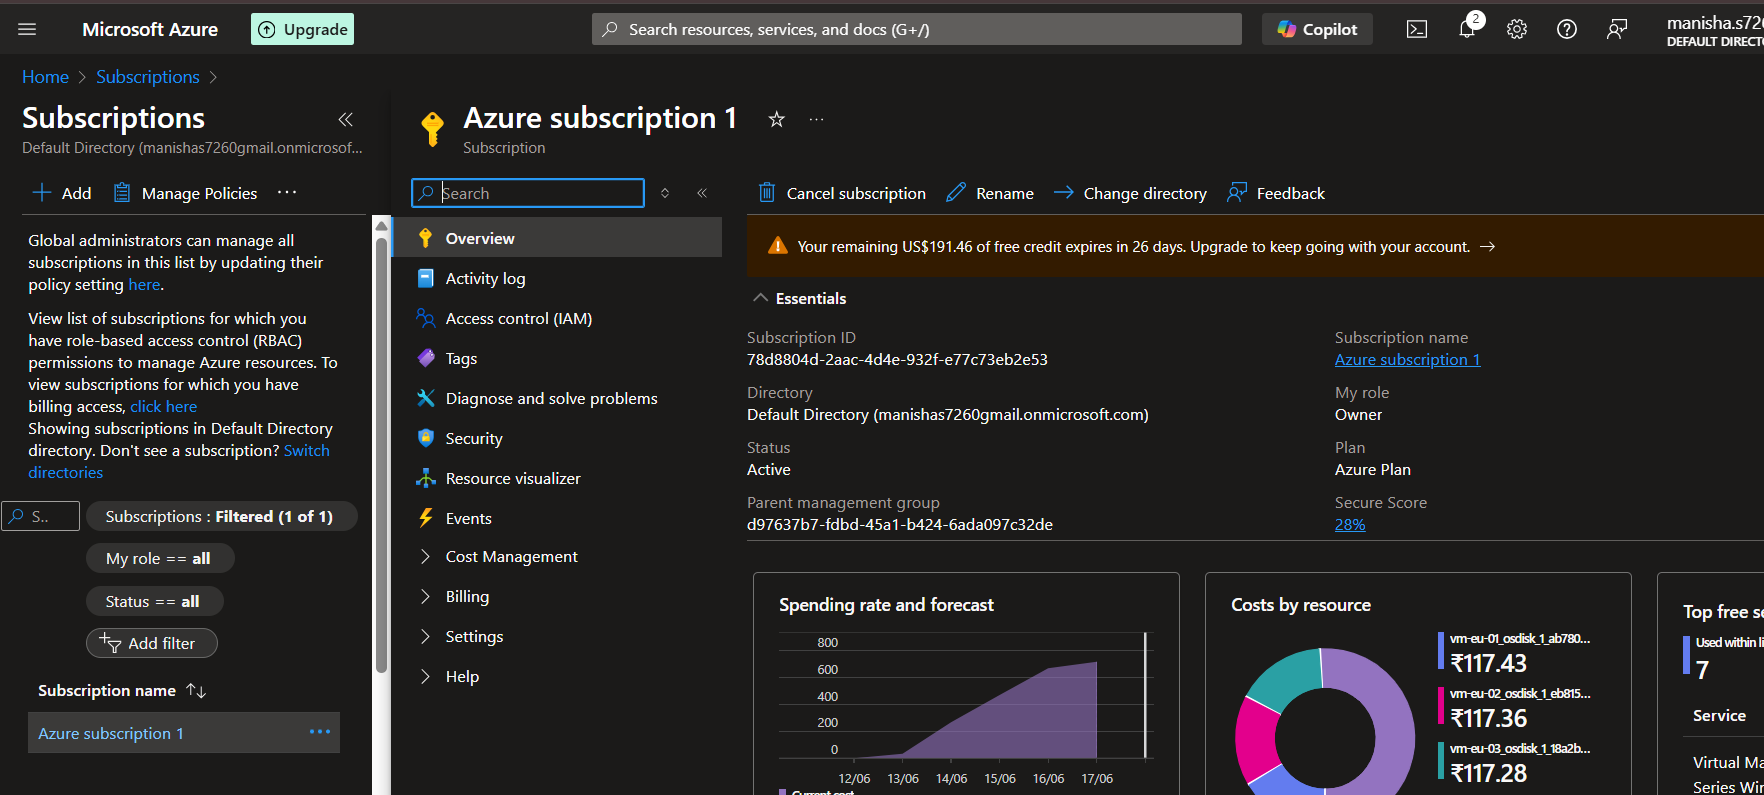 Microsoft Azure
Upgrade
Search resources, services, and docs (G+/)
Copilot
2
manisha.s72
DEFAULT DIRECT
Home > Subscriptions >
Subscriptions
Default Directory (manishas7260gmail.onmicrosof...
Add
Manage Policies
...
Global administrators can manage all
subscriptions in this list by updating their
policy setting here.
View list of subscriptions for which you
have role-based access control (RBAC)
permissions to manage Azure resources. To
view subscriptions for which you have
billing access, click here
Showing subscriptions in Default Directory
directory. Don't see a subscription? Switch
directories
S..
Subscriptions : Filtered (1 of 1)
My role == all
Status == all
Add filter
Subscription name
Azure subscription 1
...
Azure subscription 1
...
Subscription
Search
Overview
Activity log
Access control (IAM)
Tags
Diagnose and solve problems
Security
Resource visualizer
Events
Cost Management
Billing
Settings
Help
Cancel subscription
Rename
Change directory
Feedback
Your remaining US$191.46 of free credit expires in 26 days. Upgrade to keep going with your account.
Essentials
Subscription ID
78d8804d-2aac-4d4e-932f-e77c73eb2e53
Directory
Default Directory (manishas7260gmail.onmicrosoft.com)
Status
Active
Parent management group
d97637b7-fdbd-45a1-b424-6ada097c32de
Subscription name
Azure subscription 1
My role
Owner
Plan
Azure Plan
Secure Score
28%
Spending rate and forecast
800
600
400
200
0
12/06 13/06 14/06 15/06 16/06 17/06
Current cost
Costs by resource
vm-eu-01_osdisk_1_ab780...
₹117.43
vm-eu-02_osdisk_1_eb815...
₹117.36
vm-eu-03_osdisk_1_18a2b...
₹117.28
Top free se
Used within li
7
Service
Virtual Ma
Series Wir